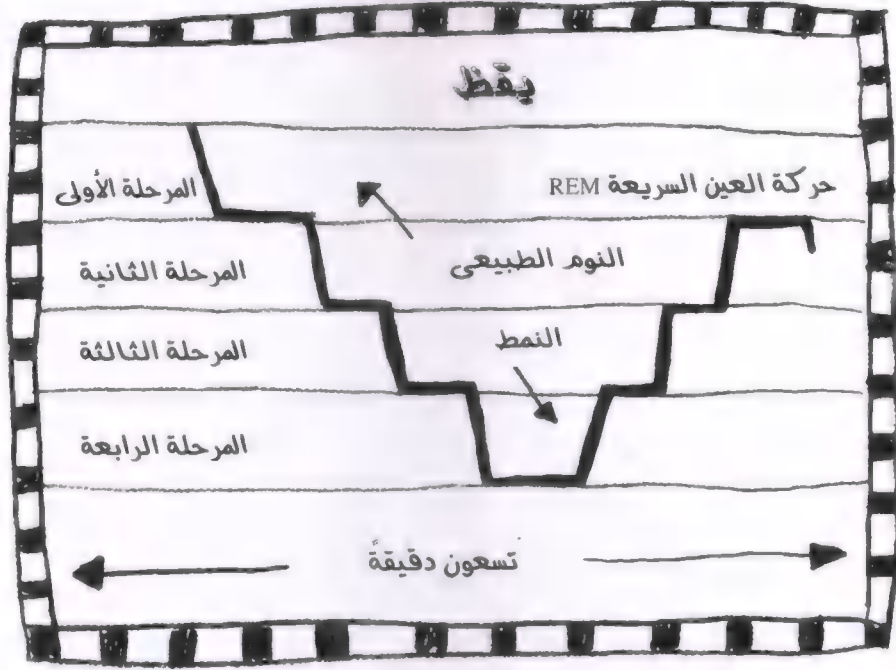 يقظ
حركة العين السريعة REM
المرحلة الأولى
النوم الطبيعي
المرحلة الثانية
النمط
المرحلة الثالثة
المرحلة الرابعة
تسعون دقيقةً